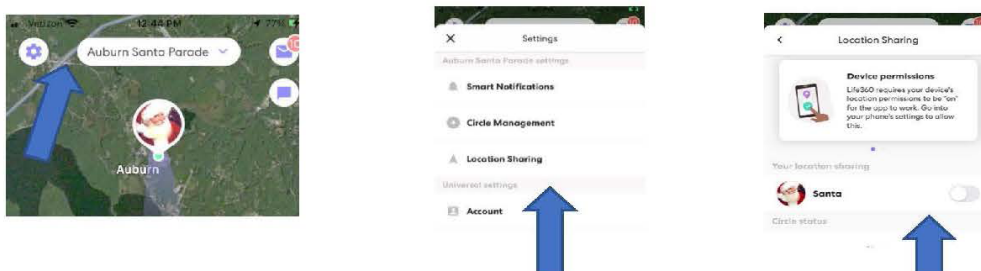 Verizon 12:44 PM 77%
Auburn Santa Parade
10
Auburn
Settings
Auburn Santa Parade settings
Smart Notifications
Circle Management
Location Sharing
Universal settings
Account
Location Sharing
Device permissions
Life360 requires your device's
location permissions to be "on"
for the app to work. Go into
your phone's settings to allow
this.
Your location sharing
Santa
Circle status